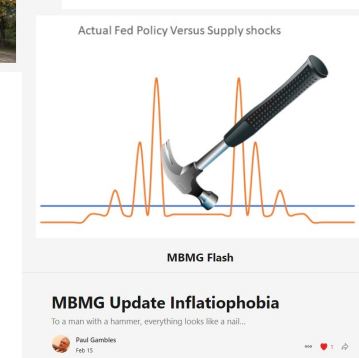 Actual Fed Policy Versus Supply shocks
MBMG Flash
MBMG Update Inflatiophobia
To a man with a hammer, everything looks like a nail...
Paul Gambles
Feb 15
1